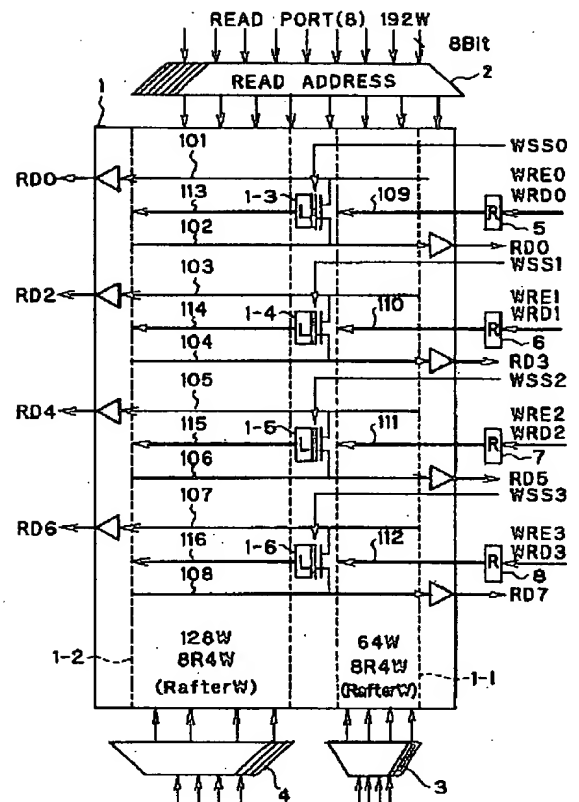 READ PORT(8) 192W
8Bit
READ ADDRESS
2
1
101
WSS0
RD0
WRE0
113
1-3
L
109
WRD0
R
5
102
RD0
103
WSS1
RD2
WRE1
114
1-4
L
110
WRD1
R
6
104
RD3
105
WSS2
RD4
WRE2
115
1-5
L
111
WRD2
R
7
106
RD5
107
WSS3
RD6
WRE3
116
1-6
L
112
WRD3
R
8
108
RD7
128W
8R4W
(RafterW)
64W
8R4W
(RafterW)
1-2
1-1
4
3